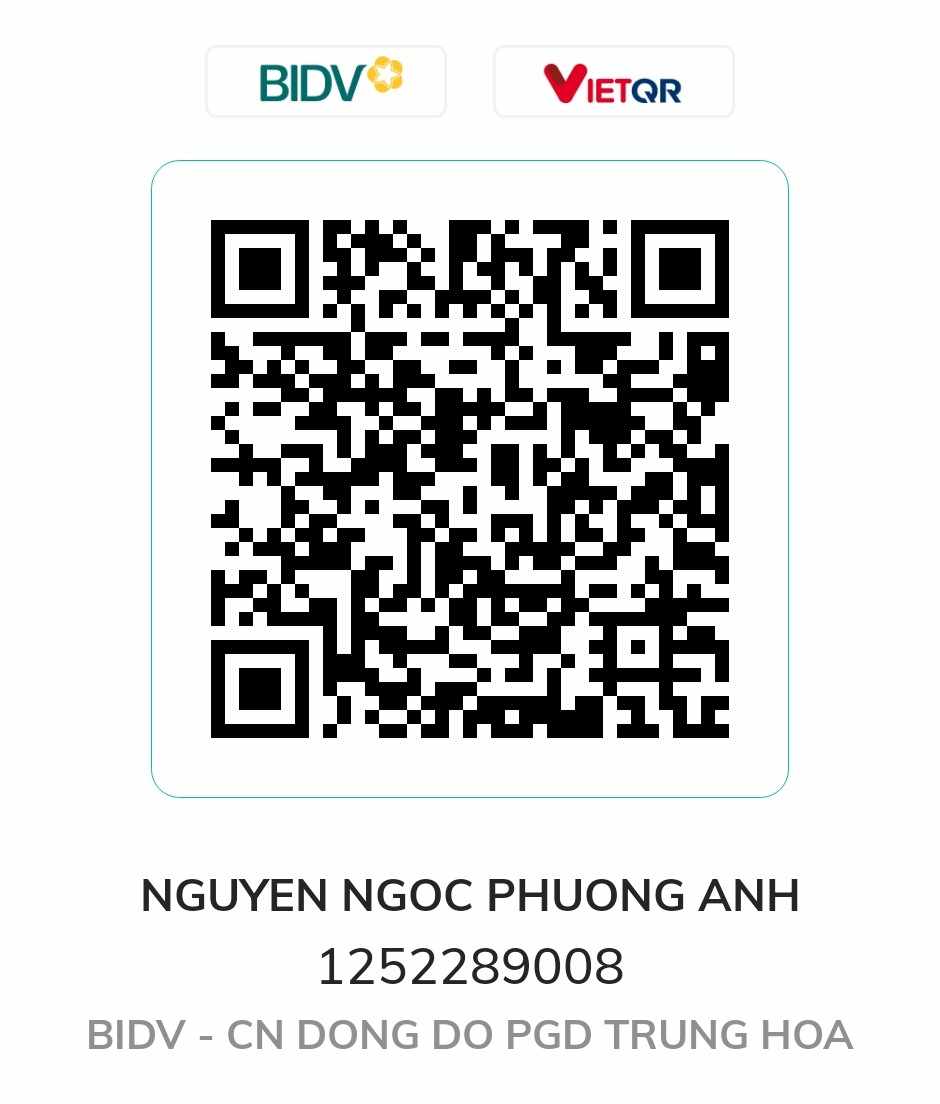 BIDV
VIETQR
NGUYEN NGOC PHUONG ANH
1252289008
BIDV - CN DONG DO PGD TRUNG HOA